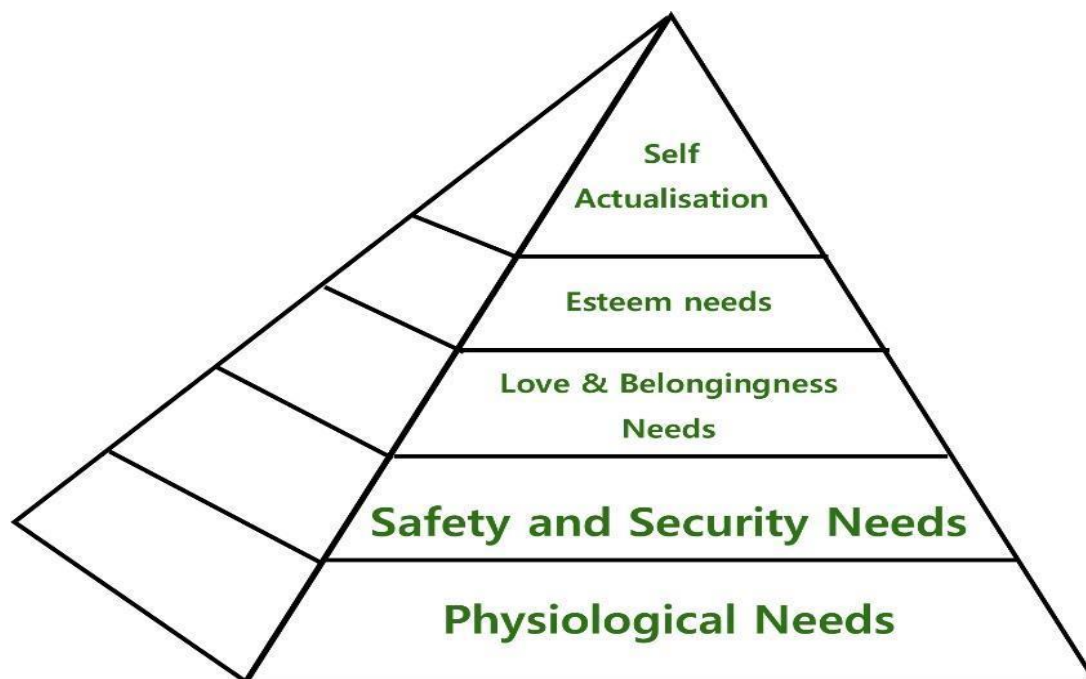 Self
Actualisation
Esteem needs
Love & Belongingness
Needs
Safety and Security Needs
Physiological Needs